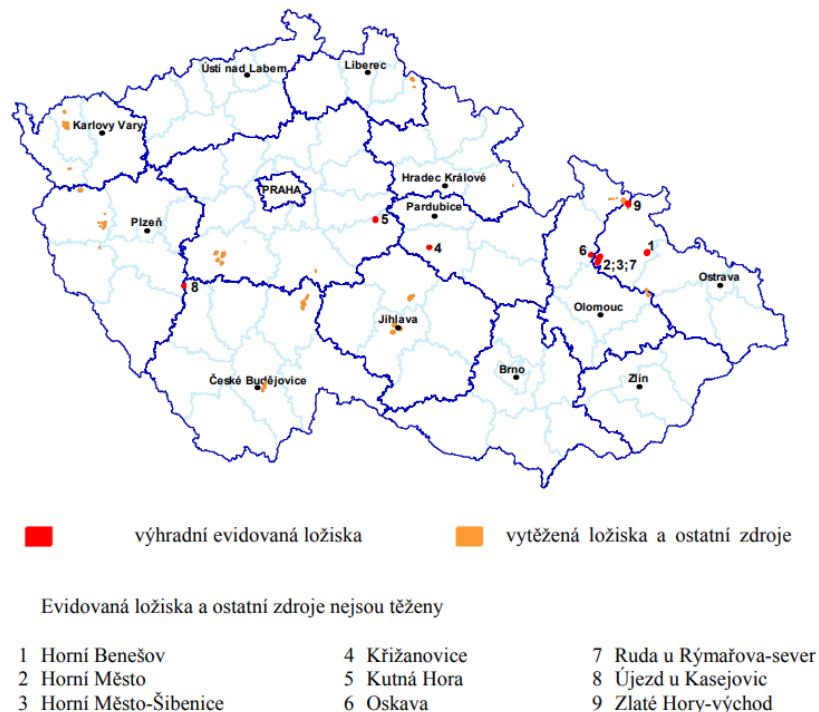 Ústí nad Labem
Liberec
Karlovy Vary
Hradec Králové
PRAHA
Pardubice
9
Plzeň
5
4
6
1
2;3;7
Ostrava
8
Olomouc
Jihlava
Brno
České Budějovice
Zlín
výhradní evidovaná ložiska
vytěžená ložiska a ostatní zdroje
Evidovaná ložiska a ostatní zdroje nejsou těženy
1 Horní Benešov 4 Křižanovice 7 Ruda u Rýmařova-sever
2 Horní Město 5 Kutná Hora 8 Újezd u Kasejovic
3 Horní Město-Šibenice 6 Oskava 9 Zlaté Hory-východ